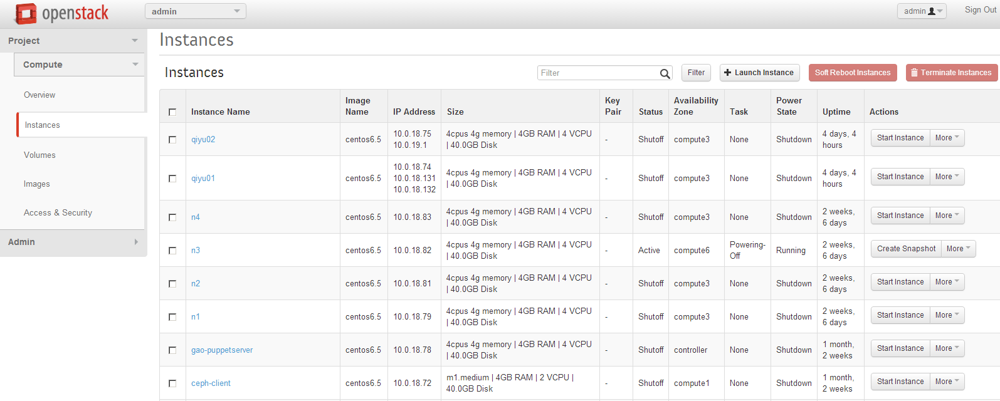 openstack
admin
admin
Sign Out
Project
Compute
Overview
Instances
Volumes
Images
Access & Security
Admin
Instances
Instances
Filter
Filter
Launch Instance
Soft Reboot Instances
Terminate Instances
Instance Name
Image
Name
IP Address
Size
Key
Pair
Status
Availability
Zone
Task
Power
State
Uptime
Actions
qiyu02
centos6.5
10.0.18.75
10.0.19.1
4cpus 4g memory | 4GB RAM | 4 VCPU
| 40.0GB Disk
-
Shutoff
compute3
None
Shutdown
4 days, 4
hours
Start Instance
More
qiyu01
centos6.5
10.0.18.74
10.0.18.131
10.0.18.132
4cpus 4g memory | 4GB RAM | 4 VCPU
| 40.0GB Disk
-
Shutoff
compute3
None
Shutdown
4 days, 4
hours
Start Instance
More
n4
centos6.5
10.0.18.83
4cpus 4g memory | 4GB RAM | 4 VCPU
| 40.0GB Disk
-
Shutoff
compute3
None
Shutdown
2 weeks,
6 days
Start Instance
More
n3
centos6.5
10.0.18.82
4cpus 4g memory | 4GB RAM | 4 VCPU
| 40.0GB Disk
-
Active
compute6
Powering-
Off
Running
2 weeks,
6 days
Create Snapshot
More
n2
centos6.5
10.0.18.81
4cpus 4g memory | 4GB RAM | 4 VCPU
| 40.0GB Disk
-
Shutoff
compute3
None
Shutdown
2 weeks,
6 days
Start Instance
More
n1
centos6.5
10.0.18.79
4cpus 4g memory | 4GB RAM | 4 VCPU
| 40.0GB Disk
-
Shutoff
compute3
None
Shutdown
2 weeks,
6 days
Start Instance
More
gao-puppetserver
centos6.5
10.0.18.78
4cpus 4g memory | 4GB RAM | 4 VCPU
| 40.0GB Disk
-
Shutoff
controller
None
Shutdown
1 month,
2 weeks
Start Instance
More
ceph-client
centos6.5
10.0.18.72
m1.medium | 4GB RAM | 2 VCPU |
40.0GB Disk
-
Shutoff
compute1
None
Shutdown
1 month,
2 weeks
Start Instance
More